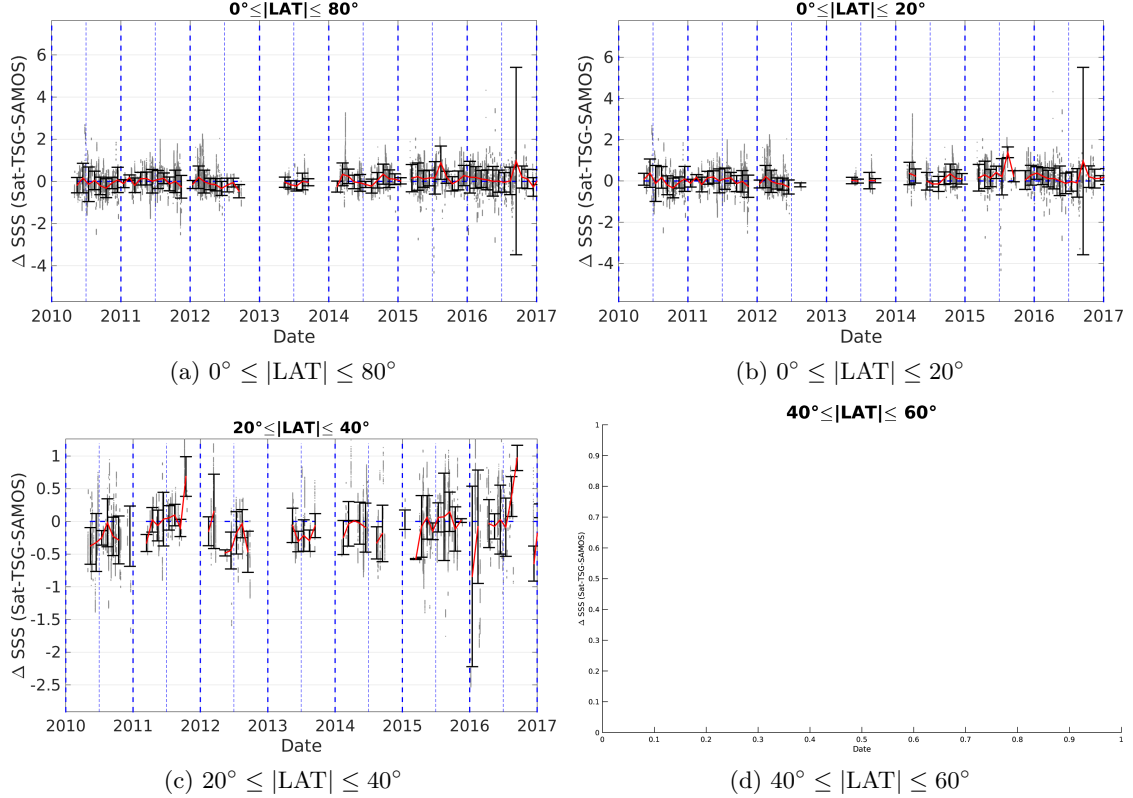 0°≤|LAT|≤ 80°
Δ SSS (Sat-TSG-SAMOS)
6
4
2
0
-2
-4
2010 2011 2012 2013 2014 2015 2016 2017
Date
(a) 0° ≤ |LAT| ≤ 80°
0°≤|LAT|≤ 20°
Δ SSS (Sat-TSG-SAMOS)
6
4
2
0
-2
-4
2010 2011 2012 2013 2014 2015 2016 2017
Date
(b) 0° ≤ |LAT| ≤ 20°
20°≤|LAT|≤ 40°
Δ SSS (Sat-TSG-SAMOS)
1
0.5
0
-0.5
-1
-1.5
-2
-2.5
2010 2011 2012 2013 2014 2015 2016 2017
Date
(c) 20° ≤ |LAT| ≤ 40°
40°≤|LAT|≤ 60°
Δ SSS (Sat-TSG-SAMOS)
1
0.9
0.8
0.7
0.6
0.5
0.4
0.3
0.2
0.1
0
0 0.1 0.2 0.3 0.4 0.5 0.6 0.7 0.8 0.9 1
Date
(d) 40° ≤ |LAT| ≤ 60°